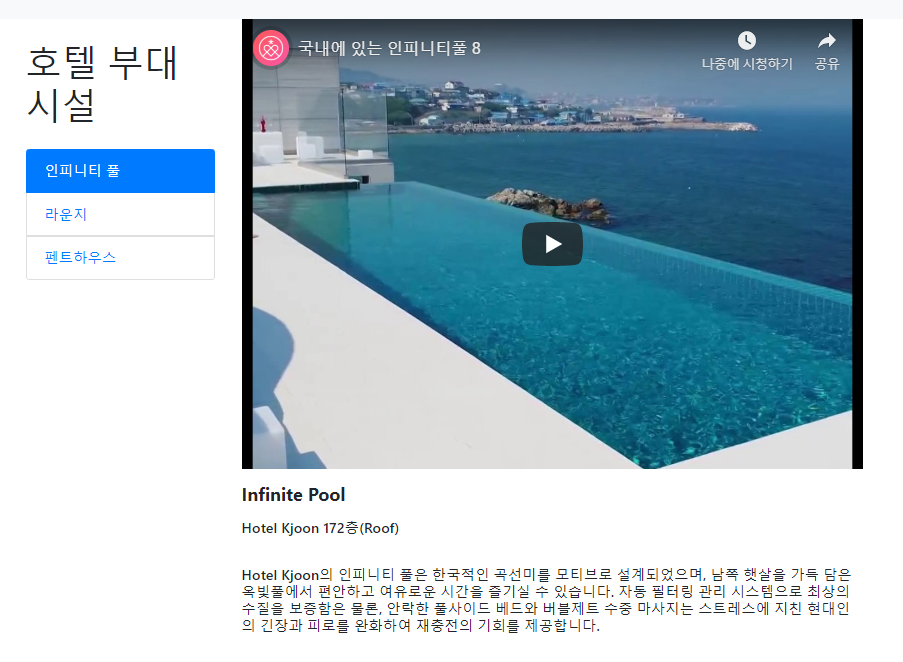 호텔 부대
시설
인피니티 풀
라운지
펜트하우스
국내에 있는 인피니티풀 8
나중에 시청하기
공유
Infinite Pool
Hotel Kjoon 172층(Roof)
Hotel Kjoon의 인피니티 풀은 한국적인 곡선미를 모티브로 설계되었으며, 남쪽 햇살을 가득 담은
옥빛풀에서 편안하고 여유로운 시간을 즐기실 수 있습니다. 자동 필터링 관리 시스템으로 최상의
수질을 보증함은 물론, 안락한 풀사이드 베드와 버블제트 수중 마사지는 스트레스에 지친 현대인
의 긴장과 피로를 완화하여 재충전의 기회를 제공합니다.